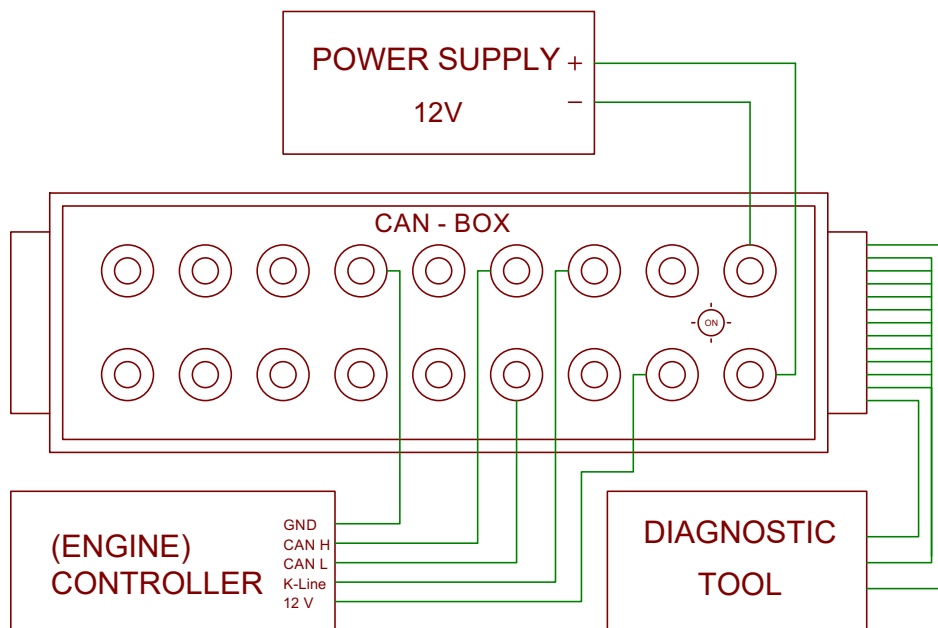 POWER SUPPLY +
12V −
CAN - BOX
ON
(ENGINE)
CONTROLLER
GND
CAN H
CAN L
K-Line
12 V
DIAGNOSTIC
TOOL